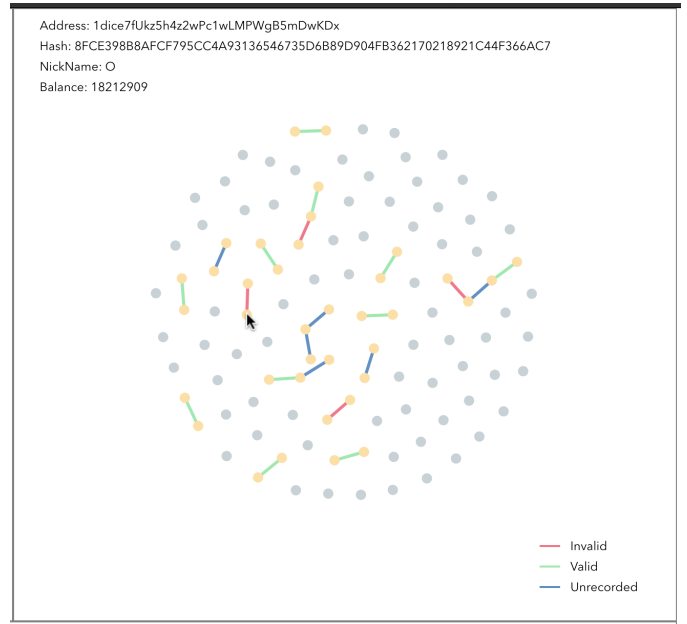 Address: 1dice7fUkz5h4z2wPc1wLMPWgB5mDwKDx
Hash: 8FCE398B8AFCF795CC4A93136546735D6B89D904FB362170218921C44F366AC7
NickName: O
Balance: 18212909
Invalid
Valid
Unrecorded